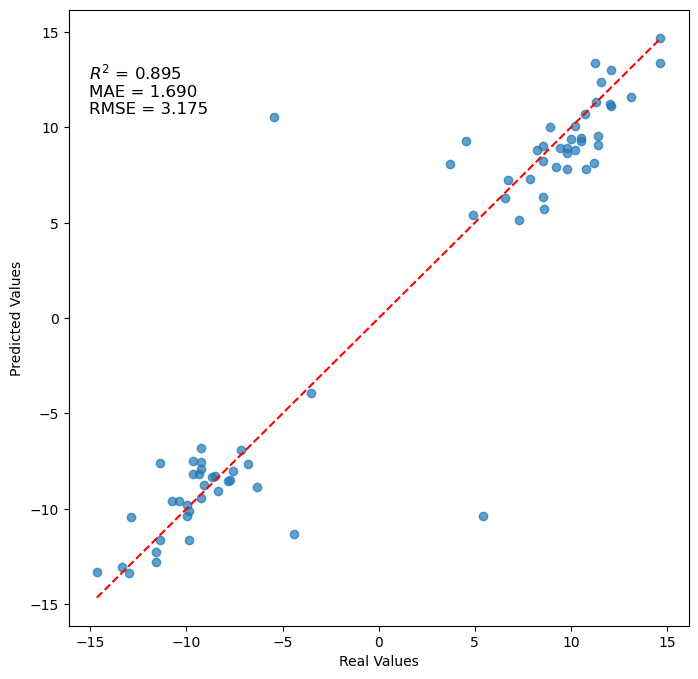 R² = 0.895
MAE = 1.690
RMSE = 3.175
15
10
5
0
−5
−10
−15
Predicted Values
−15 −10 −5 0 5 10 15
Real Values